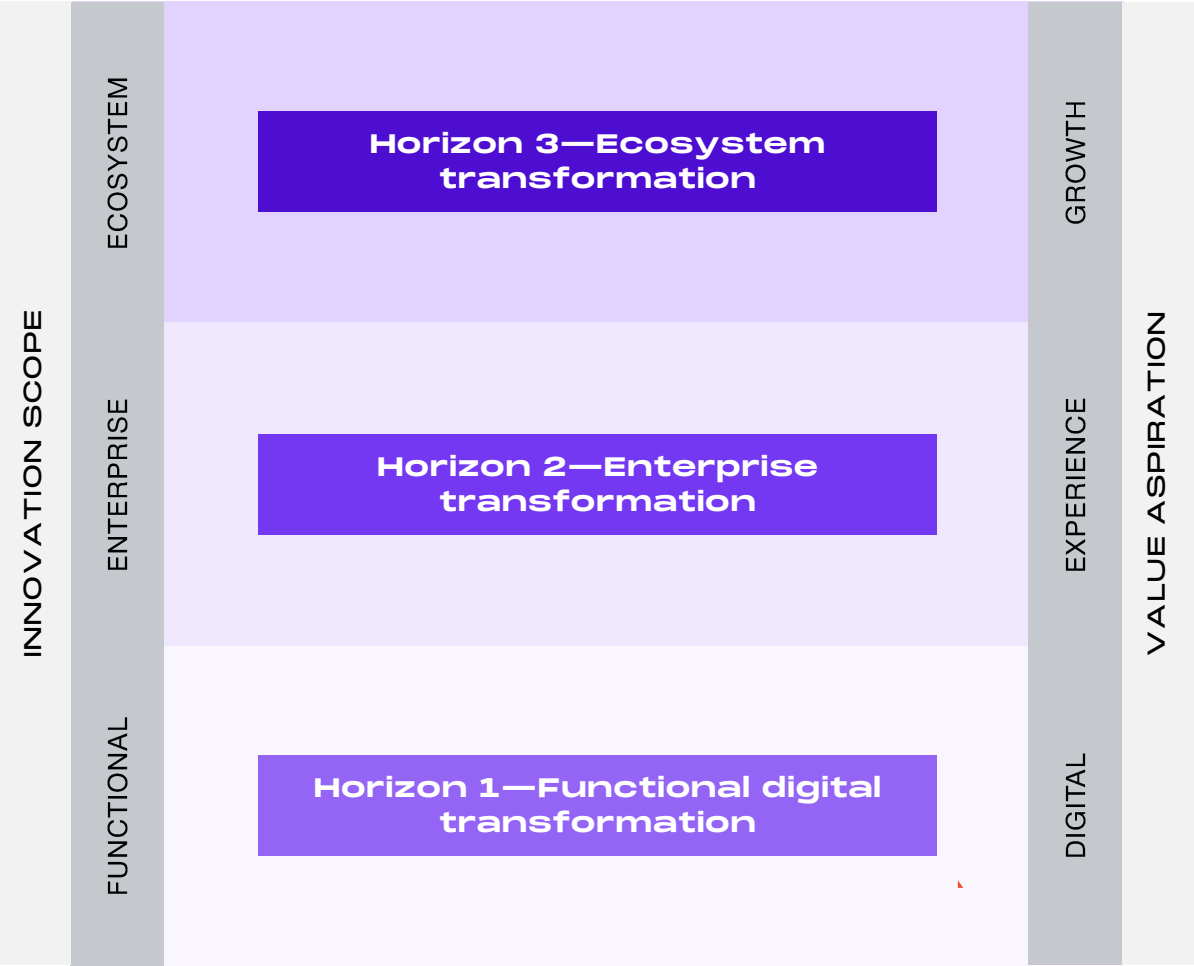 INNOVATION SCOPE
ECOSYSTEM
Horizon 3—Ecosystem
transformation
GROWTH
ENTERPRISE
Horizon 2—Enterprise
transformation
EXPERIENCE
FUNCTIONAL
Horizon 1—Functional digital
transformation
DIGITAL
VALUE ASPIRATION